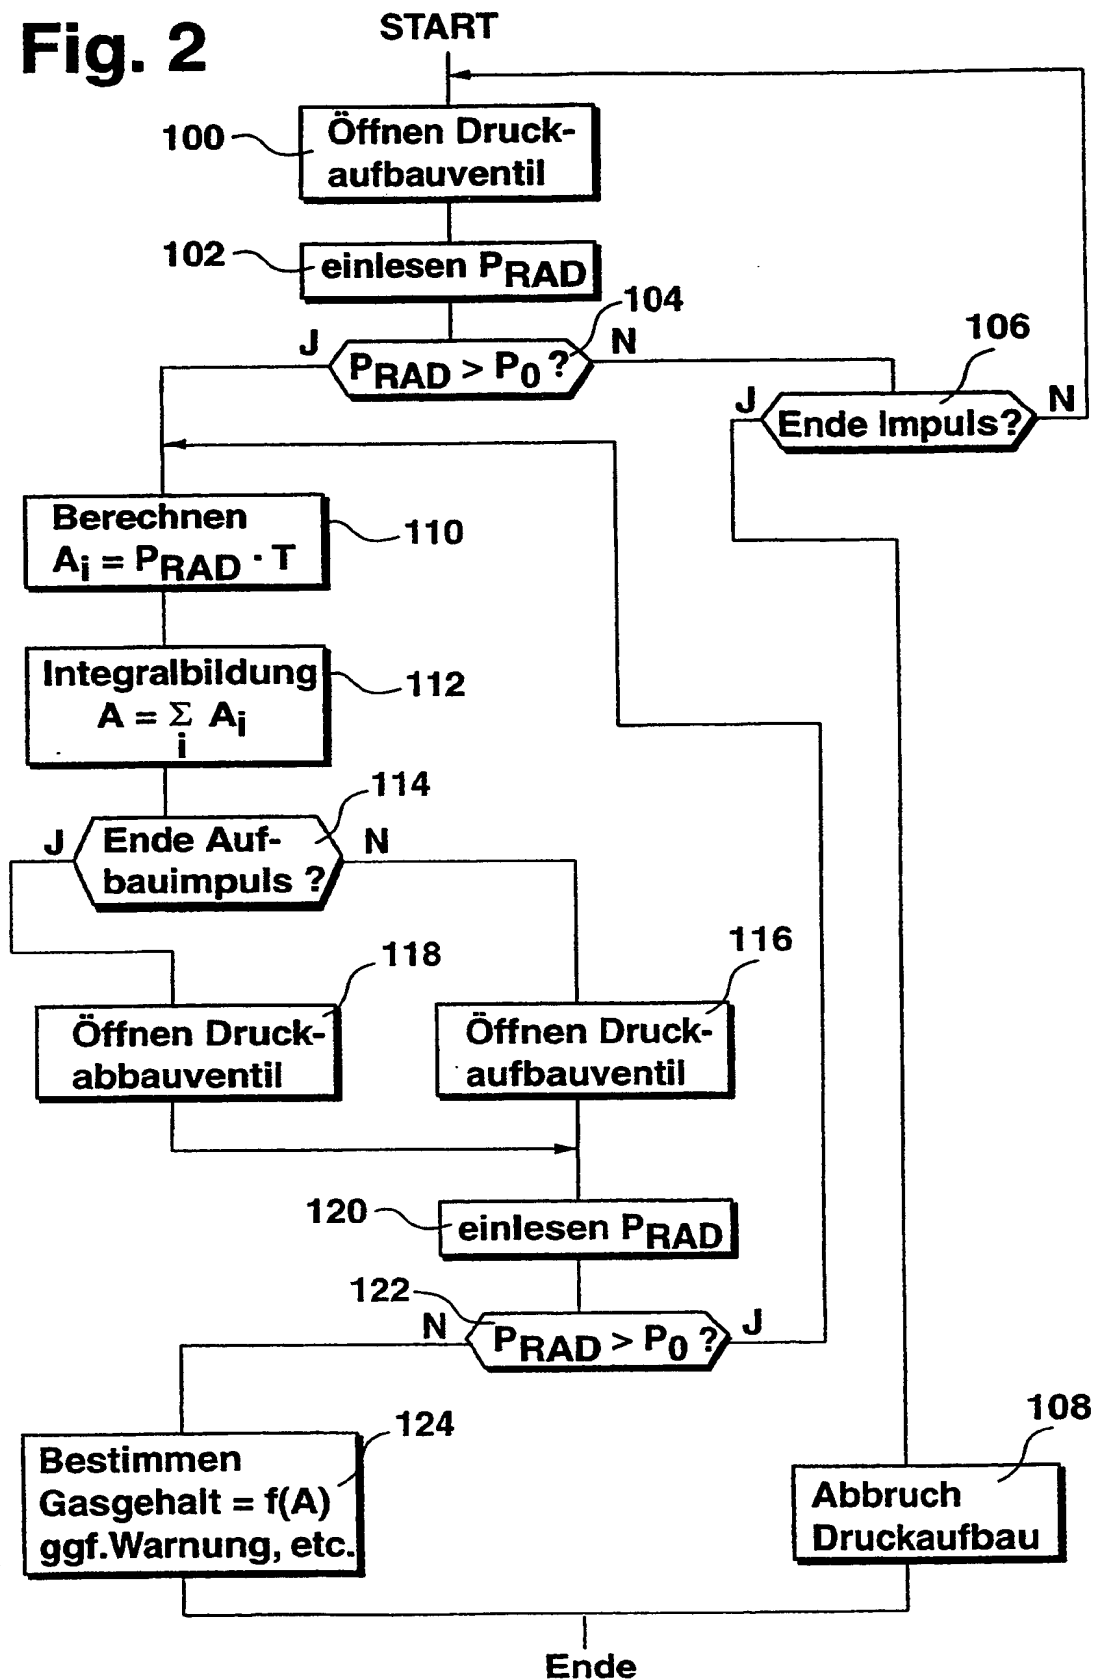 Fig. 2
START
100
Öffnen Druck-
aufbauventil
102
einlesen PRAD
104
J
PRAD > P0 ?
N
106
J
Ende Impuls?
N
Berechnen
Ai = PRAD · T
110
Integralbildung
A = Σ Ai
i
112
114
J
Ende Auf-
bauimpuls ?
N
118
Öffnen Druck-
abbauventil
116
Öffnen Druck-
aufbauventil
120
einlesen PRAD
122
N
PRAD > P0 ?
J
124
Bestimmen
Gasgehalt = f(A)
ggf.Warnung, etc.
108
Abbruch
Druckaufbau
Ende